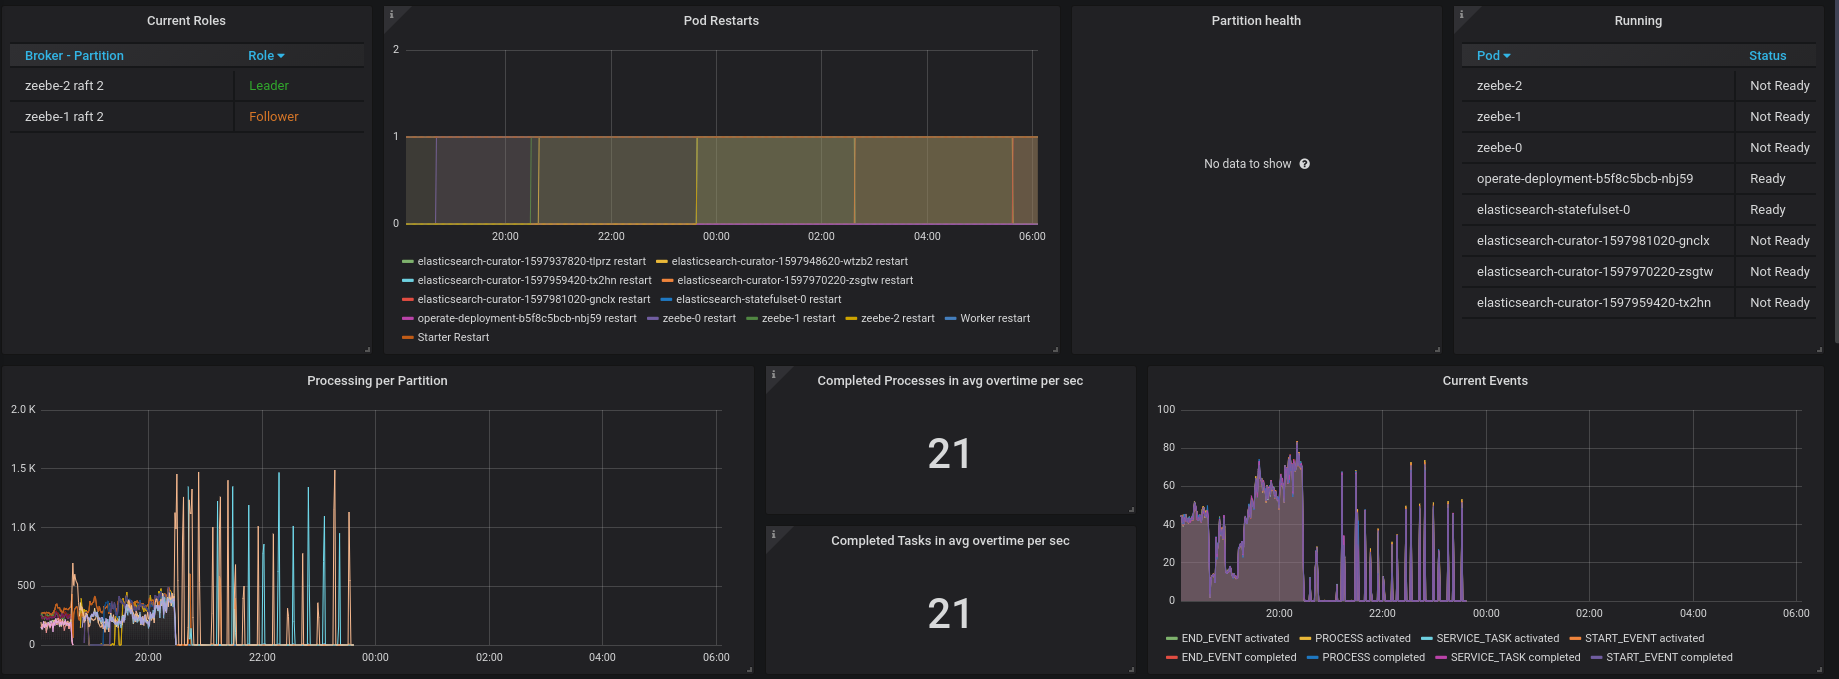 Current Roles
Broker - Partition Role
zeebe-2 raft 2 Leader
zeebe-1 raft 2 Follower
i
Pod Restarts
2
1
0
20:00 22:00 00:00 02:00 04:00 06:00
elasticsearch-curator-1597937820-tlprz restart elasticsearch-curator-1597948620-wtzb2 restart
elasticsearch-curator-1597959420-tx2hn restart elasticsearch-curator-1597970220-zsgtw restart
elasticsearch-curator-1597981020-gnclx restart elasticsearch-statefulset-0 restart
operate-deployment-b5f8c5bcb-nbj59 restart zeebe-0 restart zeebe-1 restart zeebe-2 restart Worker restart
Starter Restart
Partition health
No data to show ?
i
Running
Pod Status
zeebe-2 Not Ready
zeebe-1 Not Ready
zeebe-0 Not Ready
operate-deployment-b5f8c5bcb-nbj59 Ready
elasticsearch-statefulset-0 Ready
elasticsearch-curator-1597981020-gnclx Not Ready
elasticsearch-curator-1597970220-zsgtw Not Ready
elasticsearch-curator-1597959420-tx2hn Not Ready
Processing per Partition
2.0 K
1.5 K
1.0 K
500
0
20:00 22:00 00:00 02:00 04:00 06:00
i
Completed Processes in avg overtime per sec
21
i
Completed Tasks in avg overtime per sec
21
Current Events
100
80
60
40
20
0
20:00 22:00 00:00 02:00 04:00 06:00
END_EVENT activated PROCESS activated SERVICE_TASK activated START_EVENT activated
END_EVENT completed PROCESS completed SERVICE_TASK completed START_EVENT completed